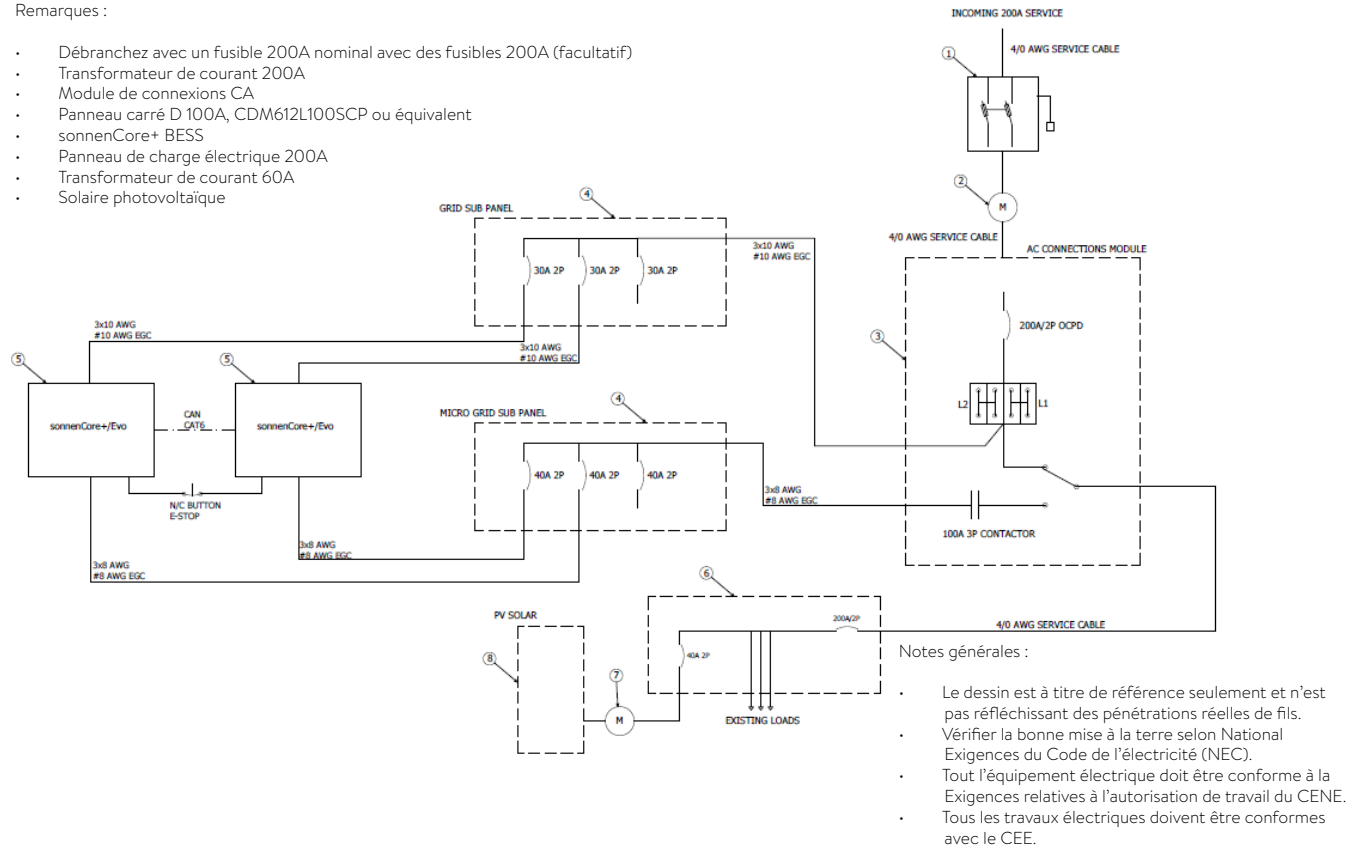 Remarques :
• Débranchez avec un fusible 200A nominal avec des fusibles 200A (facultatif)
• Transformateur de courant 200A
• Module de connexions CA
• Panneau carré D 100A, CDM612L100SCP ou équivalent
• sonnenCore+ BESS
• Panneau de charge électrique 200A
• Transformateur de courant 60A
• Solaire photovoltaïque
INCOMING 200A SERVICE
4/0 AWG SERVICE CABLE
1
2
M
4/0 AWG SERVICE CABLE
AC CONNECTIONS MODULE
3
200A/2P OCPD
L2
L1
100A 3P CONTACTOR
GRID SUB PANEL
4
30A 2P
30A 2P
30A 2P
3x10 AWG
#10 AWG EGC
3x10 AWG
#10 AWG EGC
3x10 AWG
#10 AWG EGC
5
sonnenCore+/Evo
CAN
CAT6
5
sonnenCore+/Evo
N/C BUTTON
E-STOP
MICRO GRID SUB PANEL
4
40A 2P
40A 2P
40A 2P
3x8 AWG
#8 AWG EGC
3x8 AWG
#8 AWG EGC
3x8 AWG
#8 AWG EGC
6
200A/2P
4/0 AWG SERVICE CABLE
40A 2P
EXISTING LOADS
PV SOLAR
8
7
M
Notes générales :
• Le dessin est à titre de référence seulement et n’est
pas réfléchissant des pénétrations réelles de fils.
• Vérifier la bonne mise à la terre selon National
Exigences du Code de l’électricité (NEC).
• Tout l’équipement électrique doit être conforme à la
Exigences relatives à l’autorisation de travail du CENE.
• Tous les travaux électriques doivent être conformes
avec le CEE.